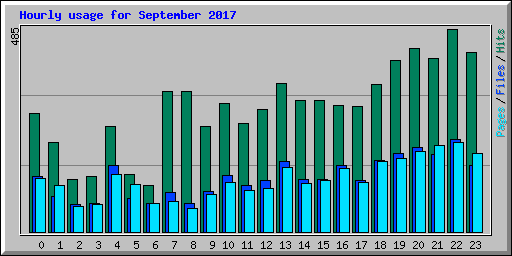 Hourly usage for September 2017
485
Pages/Files/Hits
0 1 2 3 4 5 6 7 8 9 10 11 12 13 14 15 16 17 18 19 20 21 22 23